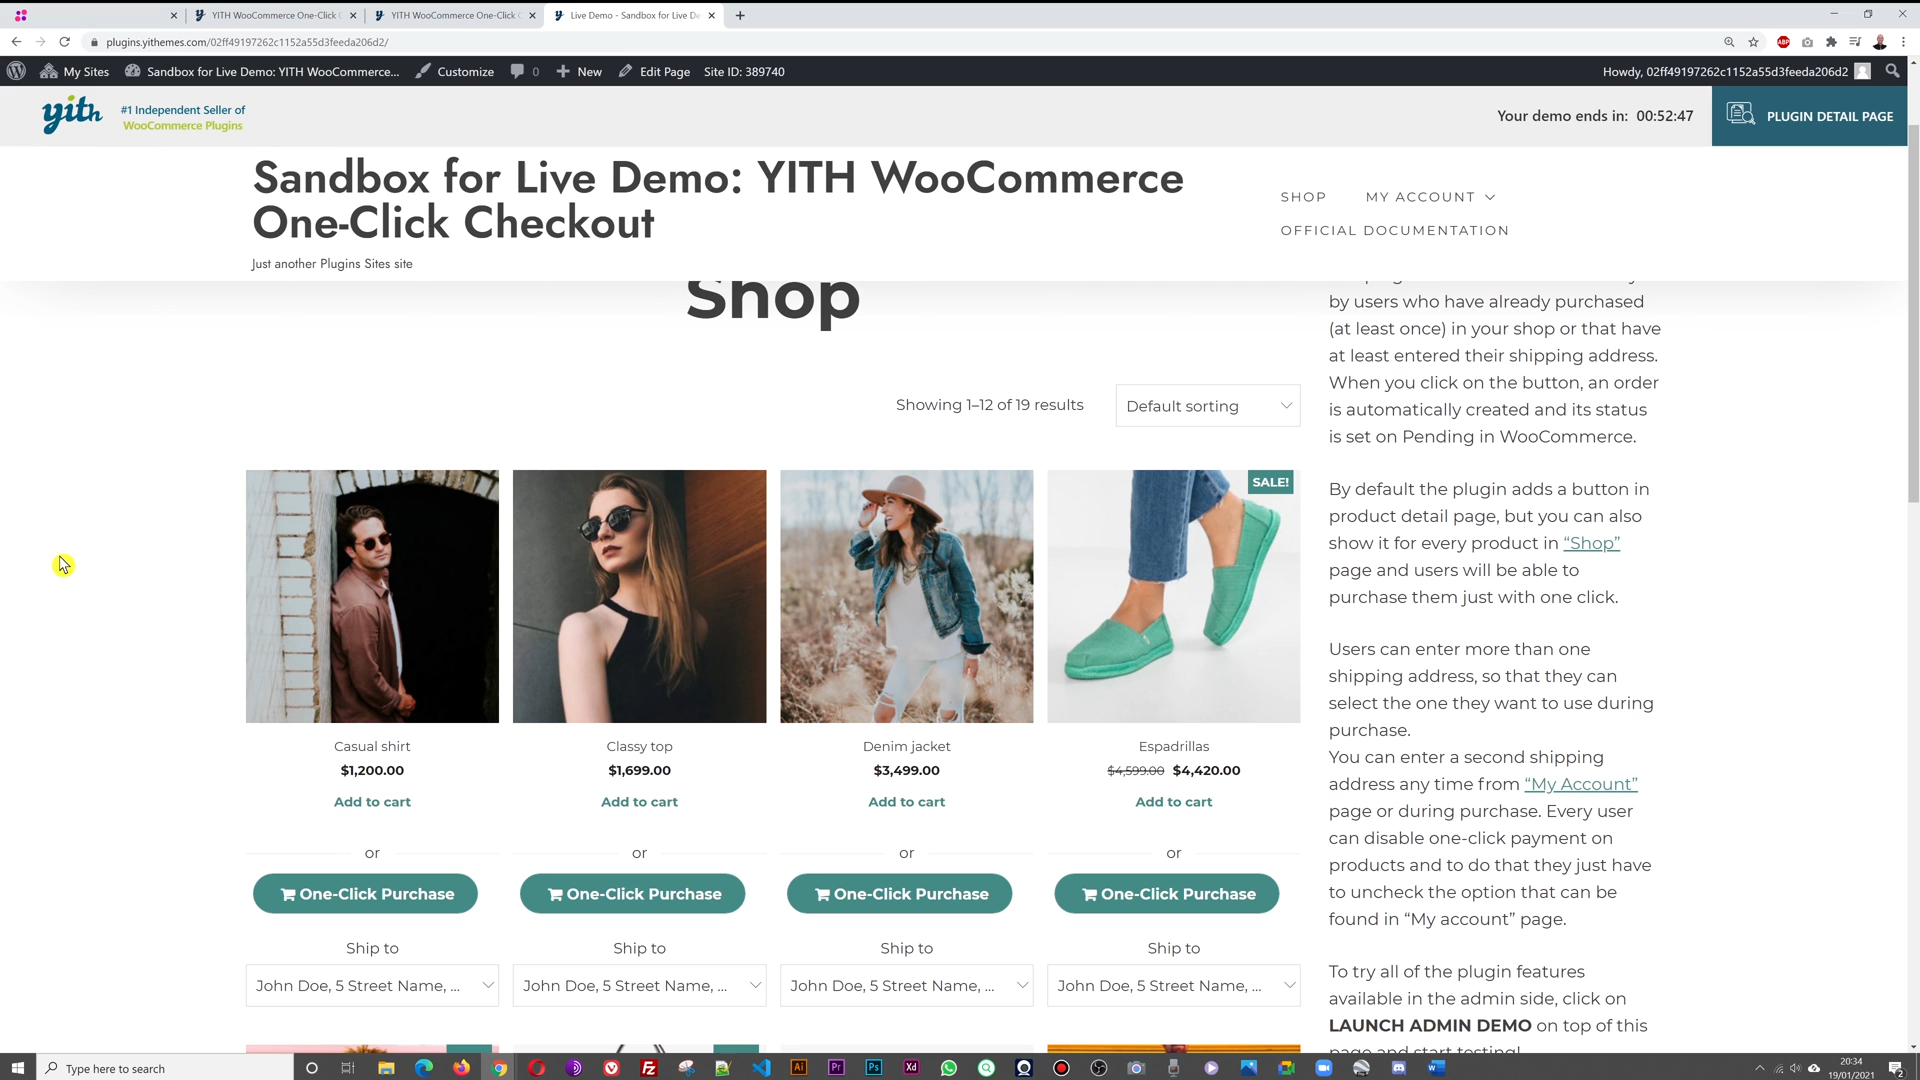 YITH WooCommerce One-Click C
YITH WooCommerce One-Click C
Live Demo - Sandbox for Live De
plugins.yithemes.com/02ff49197262c1152a55d3feeda206d2/
My Sites
Sandbox for Live Demo: YITH WooCommerce...
Customize
0
New
Edit Page
Site ID: 389740
Howdy, 02ff49197262c1152a55d3feeda206d2
yith
#1 Independent Seller of
WooCommerce Plugins
Your demo ends in: 00:52:47
PLUGIN DETAIL PAGE
Sandbox for Live Demo: YITH WooCommerce
One-Click Checkout
Just another Plugins Sites site
SHOP
MY ACCOUNT
OFFICIAL DOCUMENTATION
Shop
Showing 1–12 of 19 results
Default sorting
SALE!
Casual shirt
$1,200.00
Add to cart
or
One-Click Purchase
Ship to
John Doe, 5 Street Name, ...
Classy top
$1,699.00
Add to cart
or
One-Click Purchase
Ship to
John Doe, 5 Street Name, ...
Denim jacket
$3,499.00
Add to cart
or
One-Click Purchase
Ship to
John Doe, 5 Street Name, ...
Espadrillas
$4,599.00 $4,420.00
Add to cart
or
One-Click Purchase
Ship to
John Doe, 5 Street Name, ...
by users who have already purchased
(at least once) in your shop or that have
at least entered their shipping address.
When you click on the button, an order
is automatically created and its status
is set on Pending in WooCommerce.
By default the plugin adds a button in
product detail page, but you can also
show it for every product in “Shop”
page and users will be able to
purchase them just with one click.
Users can enter more than one
shipping address, so that they can
select the one they want to use during
purchase.
You can enter a second shipping
address any time from “My Account”
page or during purchase. Every user
can disable one-click payment on
products and to do that they just have
to uncheck the option that can be
found in “My account” page.
To try all of the plugin features
available in the admin side, click on
LAUNCH ADMIN DEMO on top of this
page and start testing!
Type here to search
20:34
19/01/2021